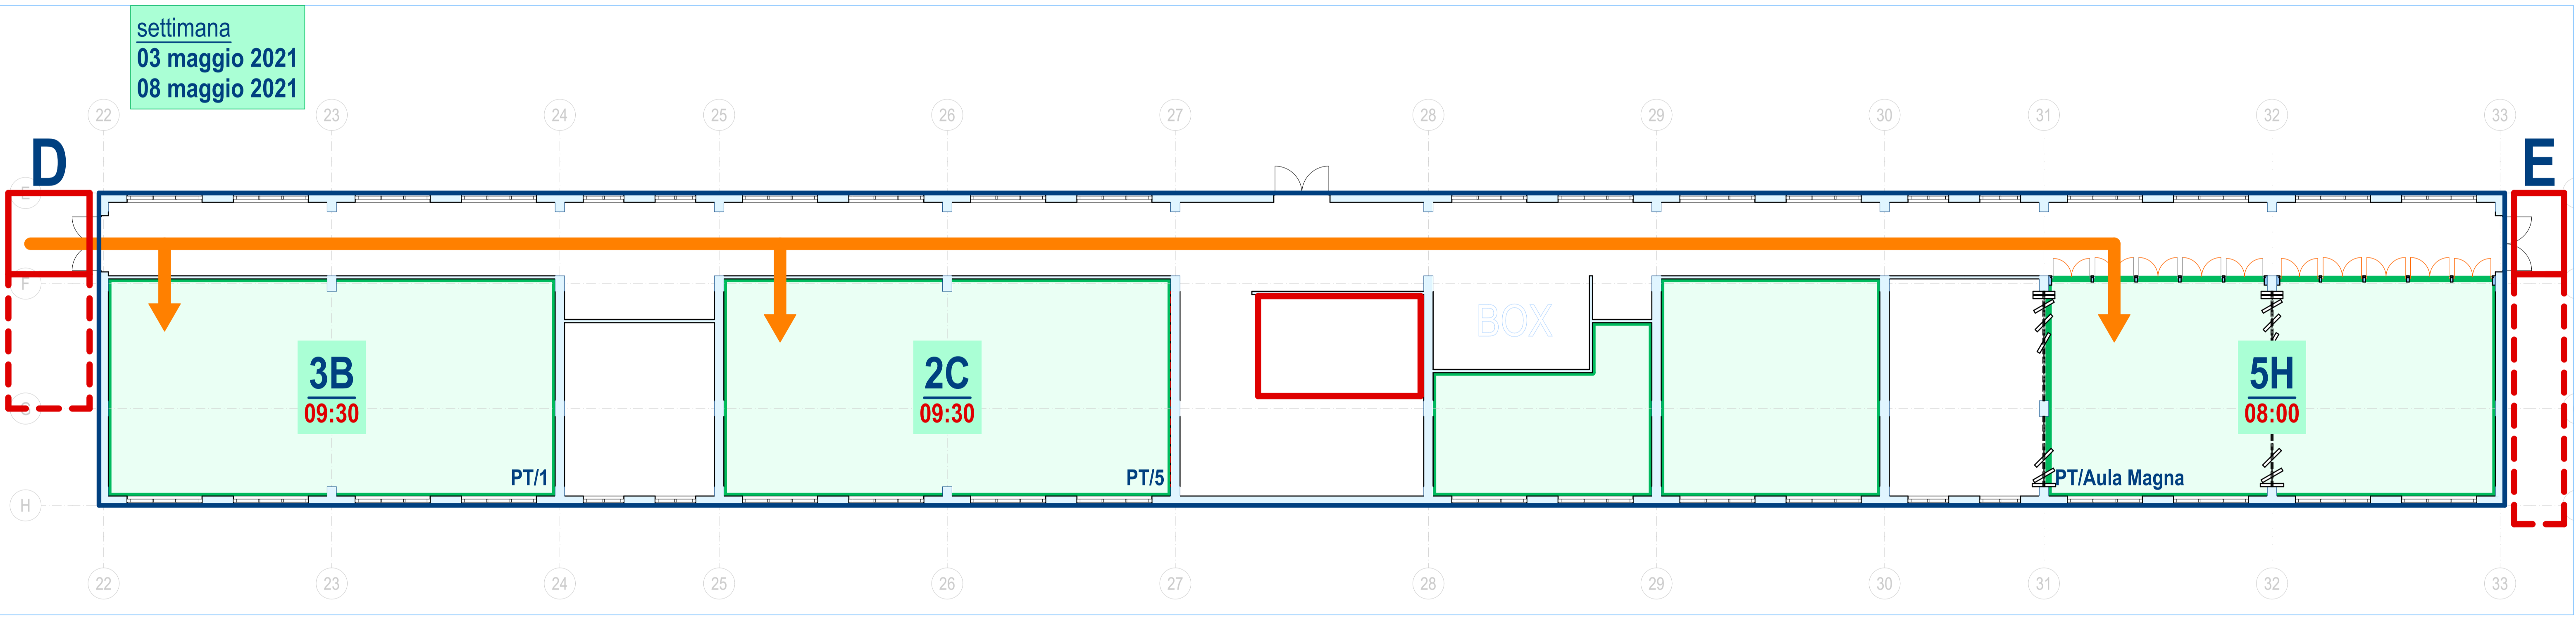 settimana
03 maggio 2021
08 maggio 2021
22 23 24 25 26 27 28 29 30 31 32 33
D
E
E
F
BOX
3B
09:30
2C
09:30
5H
08:00
G
PT/1
PT/5
PT/Aula Magna
H
22 23 24 25 26 27 28 29 30 31 32 33